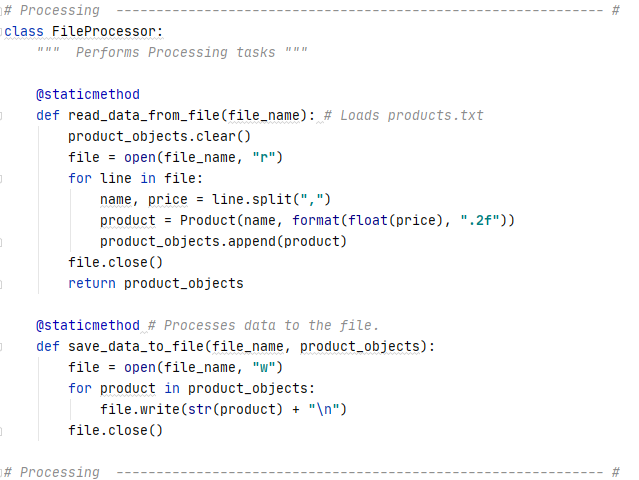 # Processing  ------------------------------------------------------------- #
class FileProcessor:
    """  Performs Processing tasks """

    @staticmethod
    def read_data_from_file(file_name): # Loads products.txt
        product_objects.clear()
        file = open(file_name, "r")
        for line in file:
            name, price = line.split(",")
            product = Product(name, format(float(price), ".2f"))
            product_objects.append(product)
        file.close()
        return product_objects

    @staticmethod # Processes data to the file.
    def save_data_to_file(file_name, product_objects):
        file = open(file_name, "w")
        for product in product_objects:
            file.write(str(product) + "\n")
        file.close()

# Processing  ------------------------------------------------------------- #